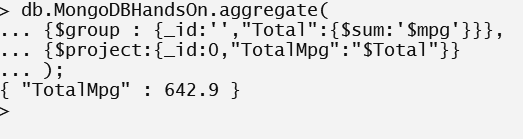 > db.MongoDBHandsOn.aggregate(
... {$group : {_id:'',"Total":{$sum:'$mpg'}}},
... {$project:{_id:0,"TotalMpg":"$Total"}}
... );
{ "TotalMpg" : 642.9 }
>